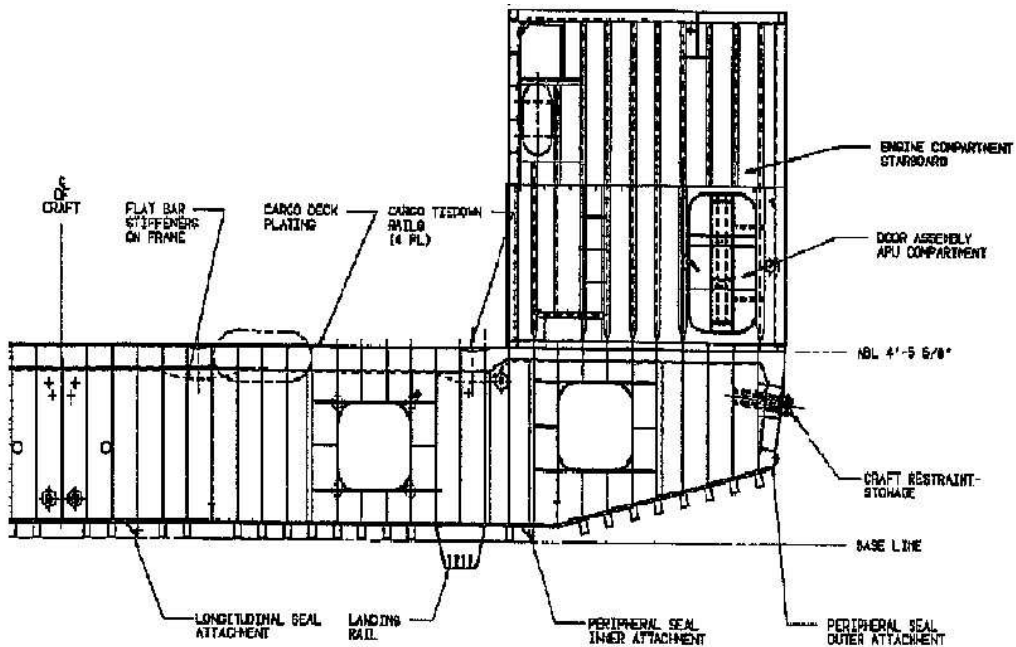 ENGINE COMPARTMENT
STARBOARD
℄
OF
CRAFT
FLAT BAR
STIFFENERS
ON FRAME
CARGO DECK
PLATING
CARGO TIEDOWN
RAILS
(4 PL)
DOOR ASSEMBLY
APU COMPARTMENT
ABL 4'-5 5/8"
CRAFT RESTRAINT-
STOWAGE
BASE LINE
LONGITUDINAL SEAL
ATTACHMENT
LANDING
RAIL
PERIPHERAL SEAL
INNER ATTACHMENT
PERIPHERAL SEAL
OUTER ATTACHMENT